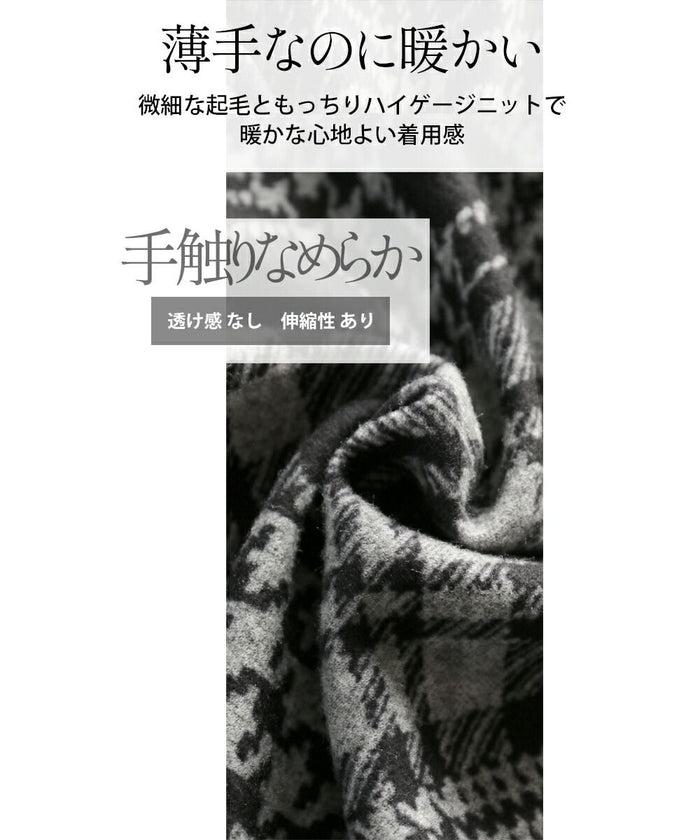 薄手なのに暖かい
微細な起毛ともっちりハイゲージニットで
暖かな心地よい着用感
手触りなめらか
透け感 なし　伸縮性 あり